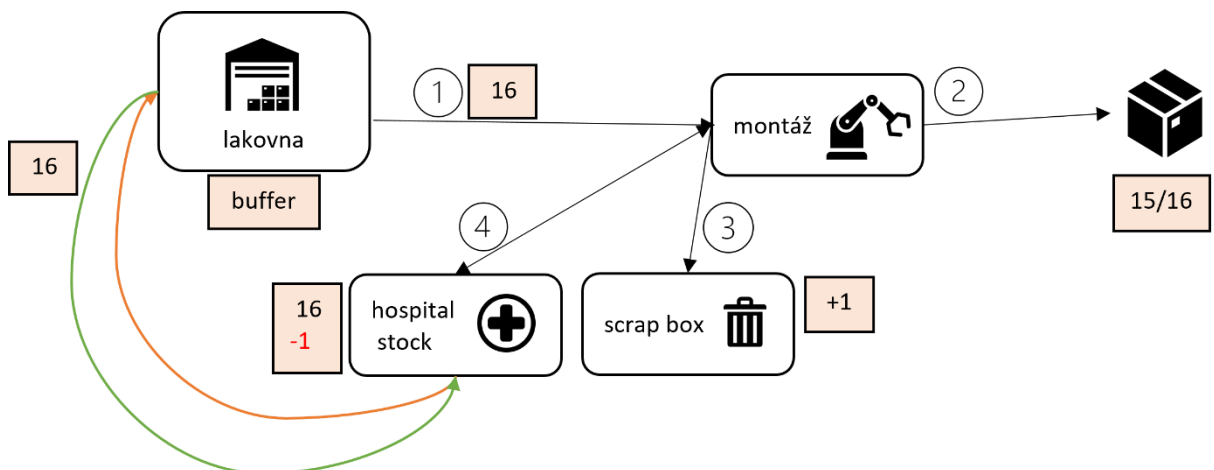 lakovna
buffer
16
1
16
montáž
2
15/16
4
3
16
-1
hospital
stock
scrap box
+1